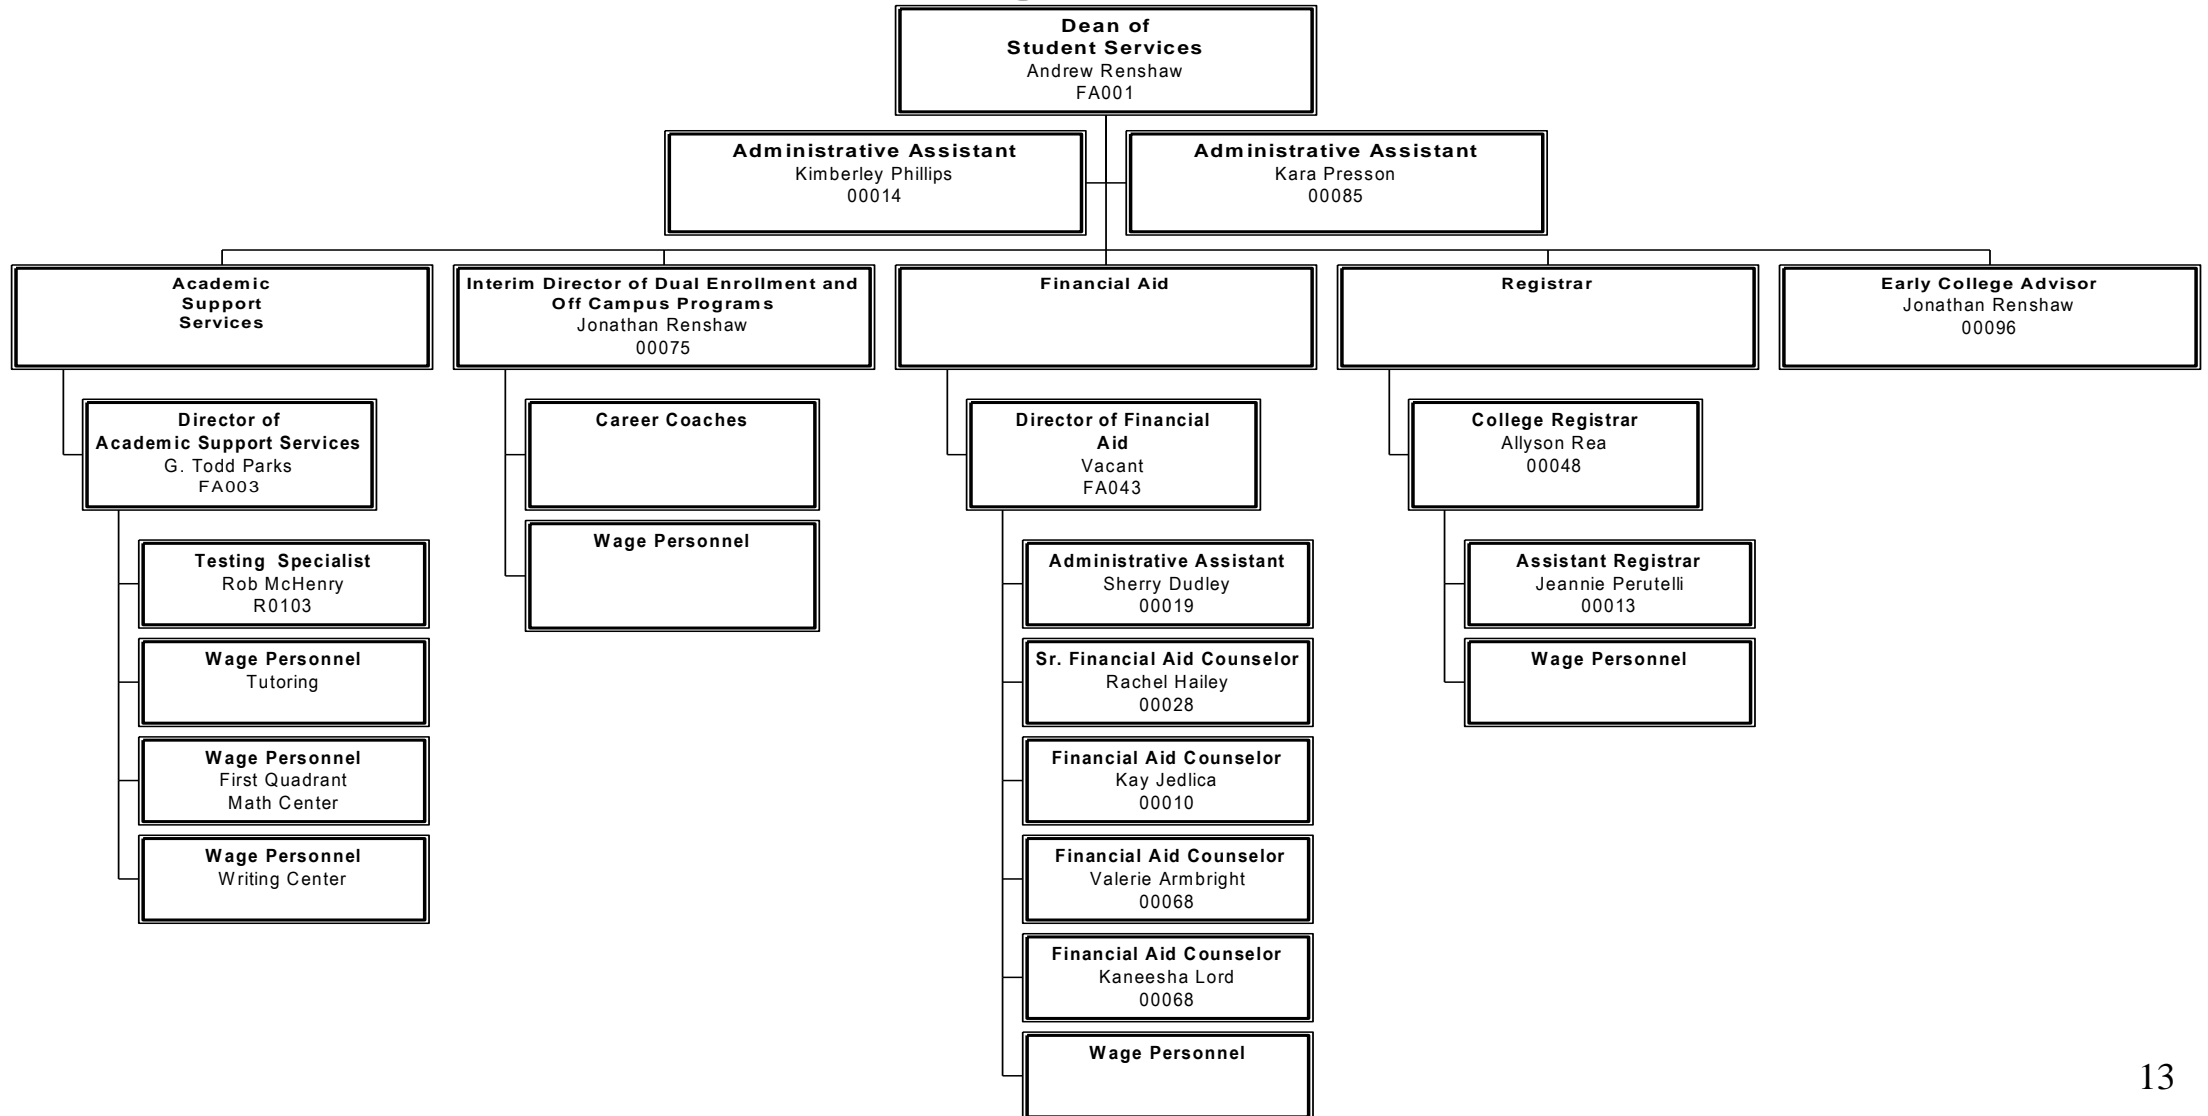 Dean of
Student Services
Andrew Renshaw
FA001
Administrative Assistant
Kimberley Phillips
00014
Administrative Assistant
Kara Presson
00085
Academic
Support
Services
Interim Director of Dual Enrollment and
Off Campus Programs
Jonathan Renshaw
00075
Financial Aid
Registrar
Early College Advisor
Jonathan Renshaw
00096
Director of
Academic Support Services
G. Todd Parks
FA003
Career Coaches
Director of Financial
Aid
Vacant
FA043
College Registrar
Allyson Rea
00048
Testing Specialist
Rob McHenry
R0103
Wage Personnel
Administrative Assistant
Sherry Dudley
00019
Assistant Registrar
Jeannie Perutelli
00013
Wage Personnel
Tutoring
Sr. Financial Aid Counselor
Rachel Hailey
00028
Wage Personnel
Wage Personnel
First Quadrant
Math Center
Financial Aid Counselor
Kay Jedlica
00010
Wage Personnel
Writing Center
Financial Aid Counselor
Valerie Armbright
00068
Financial Aid Counselor
Kaneesha Lord
00068
Wage Personnel
13